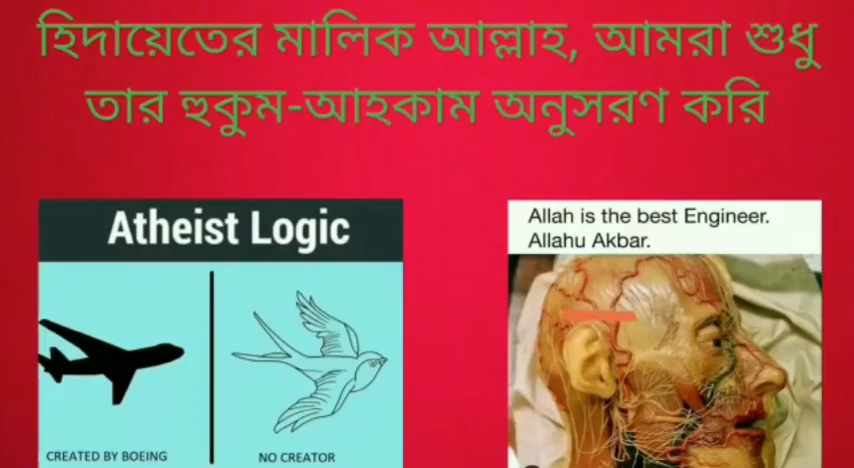 হিদায়েতের মালিক আল্লাহ, আমরা শুধু
তার হুকুম-আহকাম অনুসরণ করি
Atheist Logic
CREATED BY BOEING
NO CREATOR
Allah is the best Engineer.
Allahu Akbar.